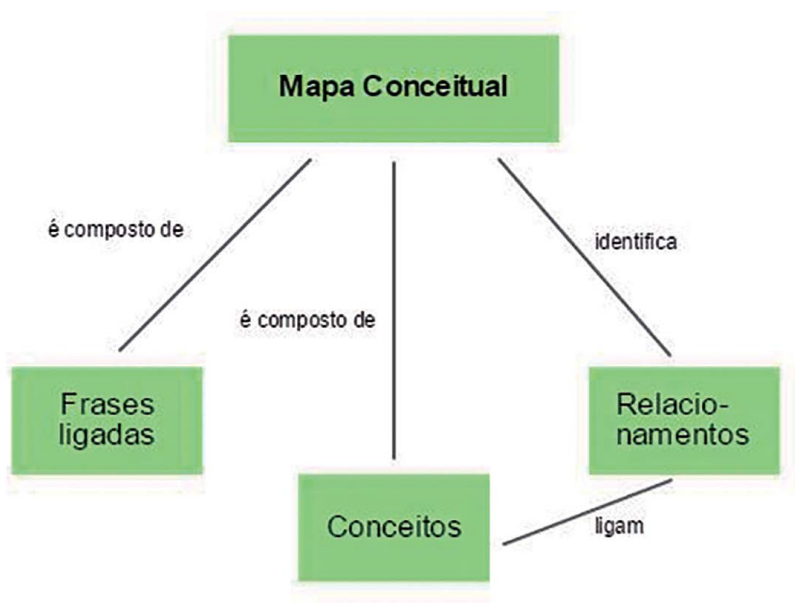 Mapa Conceitual
é composto de
identifica
é composto de
Frases
ligadas
Relacio-
namentos
Conceitos
ligam